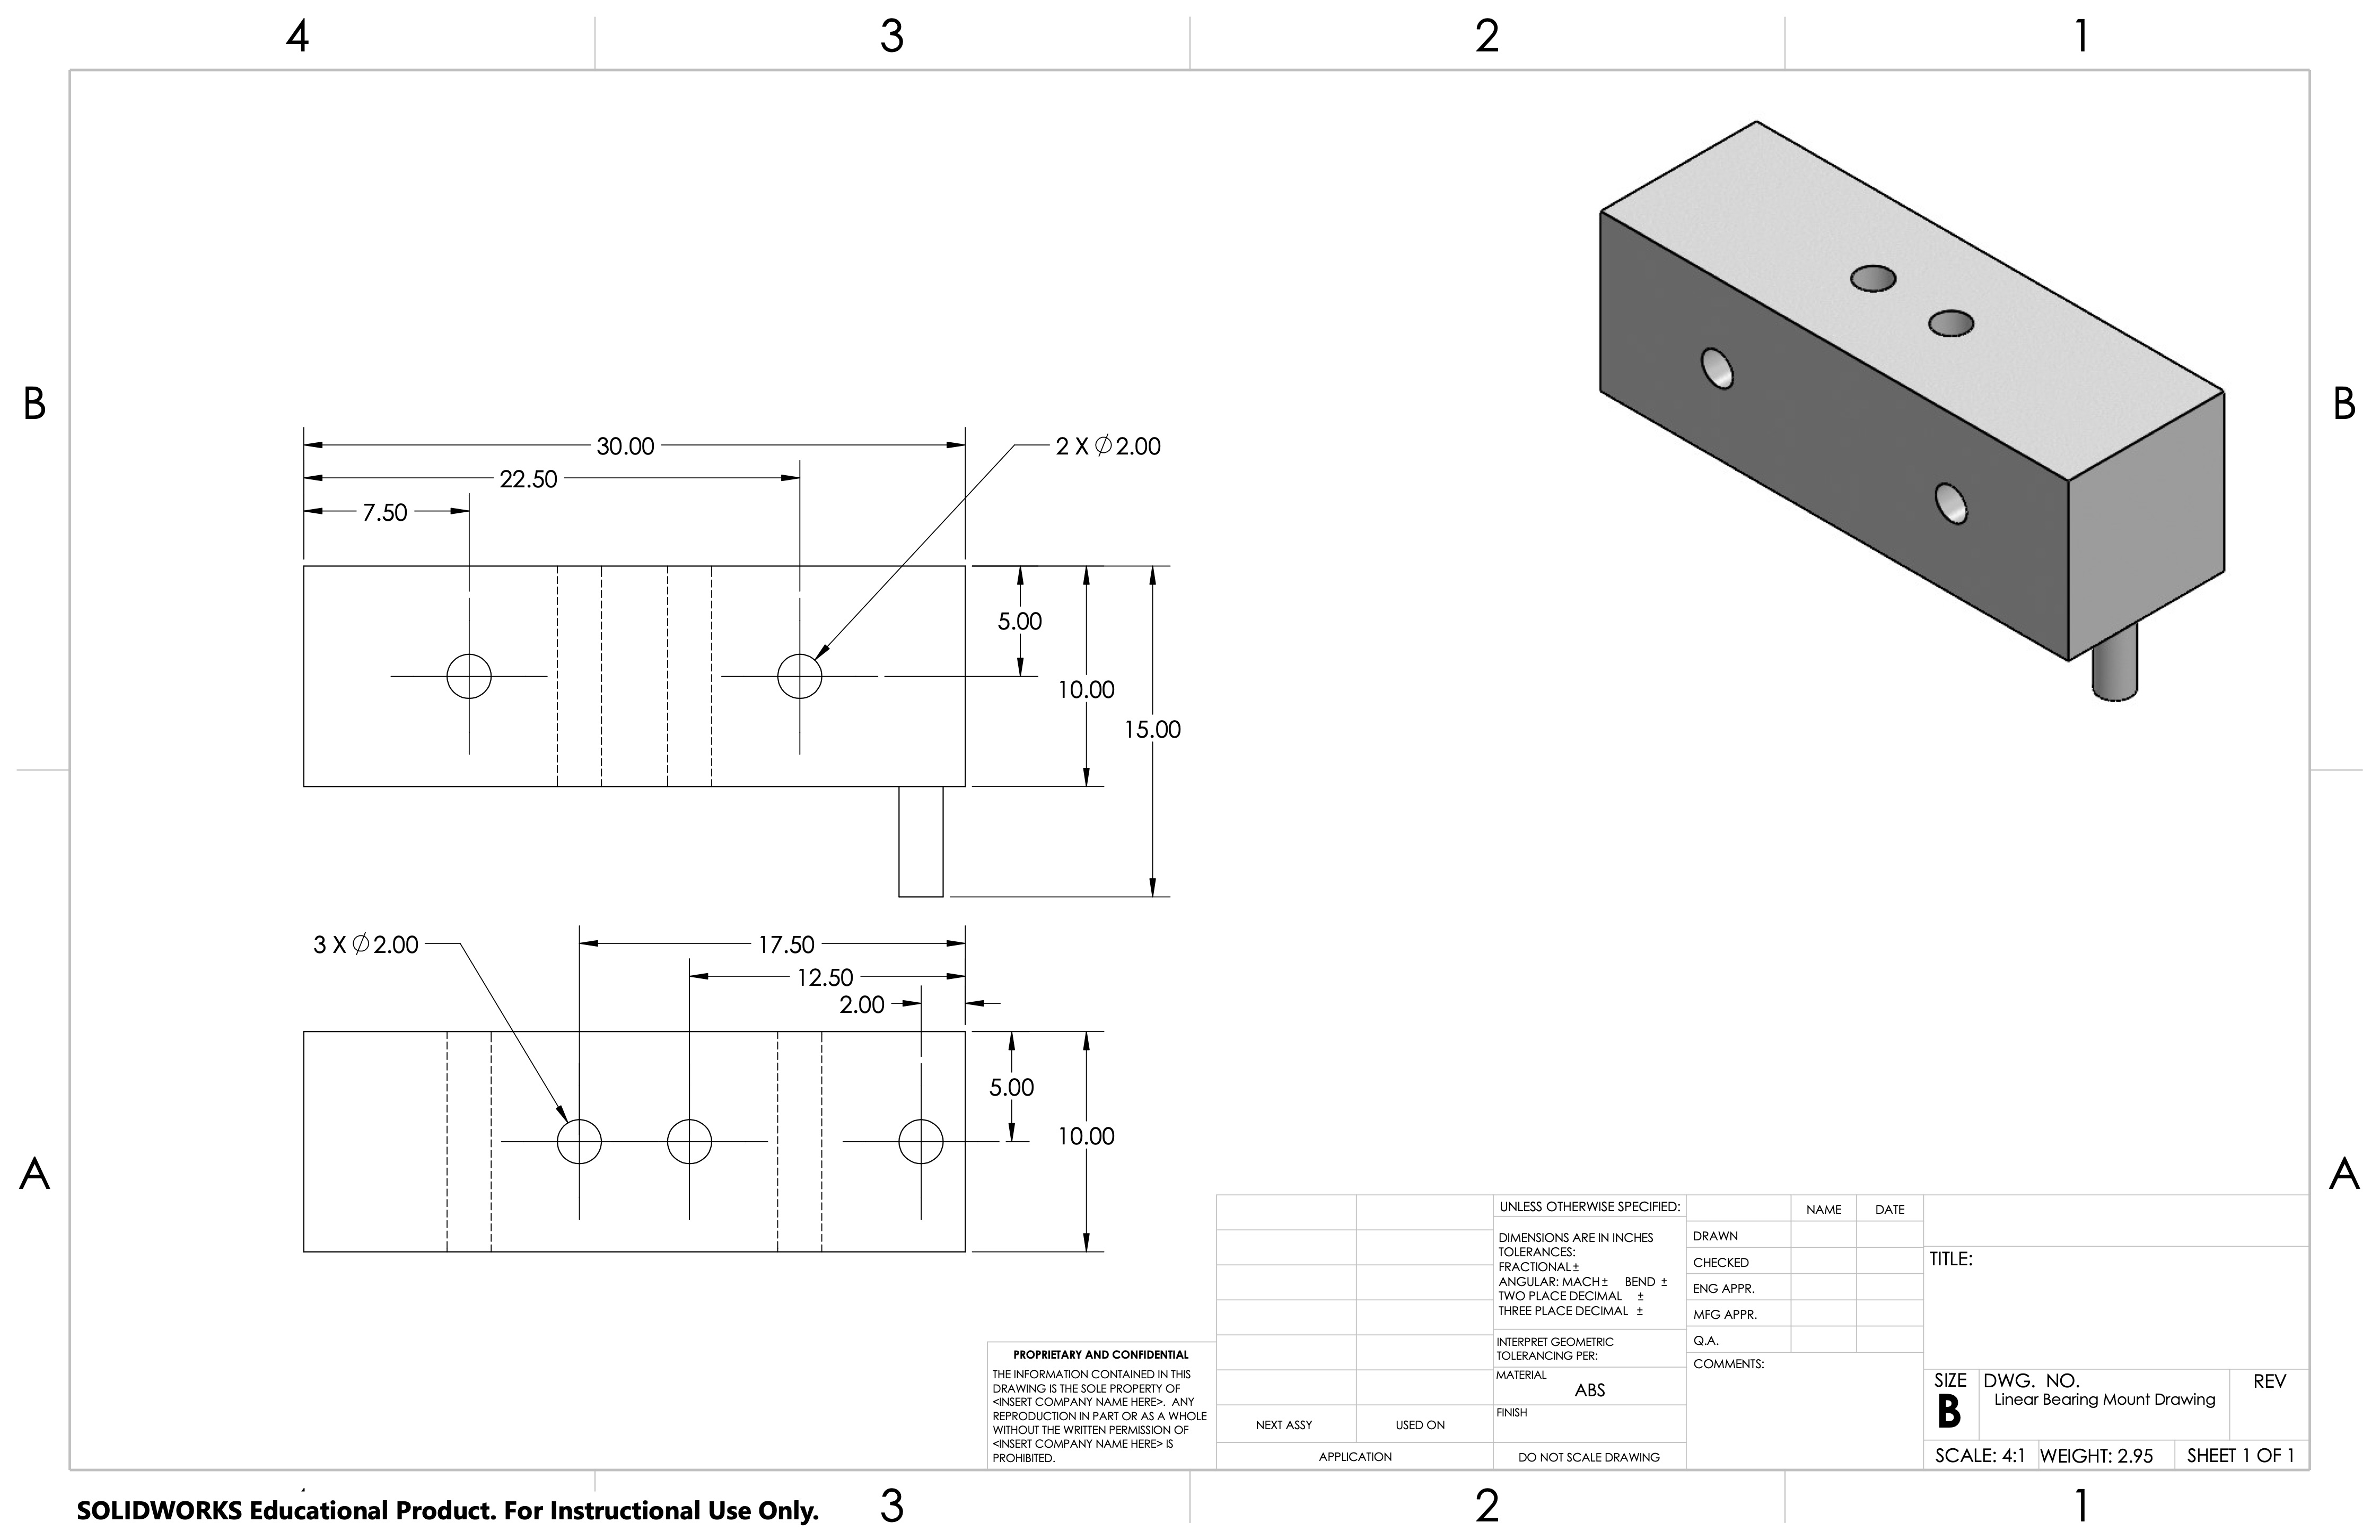 4 3 2 1
B B
30.00
2 X ∅2.00
22.50
7.50
5.00
10.00
15.00
3 X ∅2.00
17.50
12.50
2.00
5.00
10.00
A A
UNLESS OTHERWISE SPECIFIED:
DIMENSIONS ARE IN INCHES
TOLERANCES:
FRACTIONAL ±
ANGULAR: MACH ± BEND ±
TWO PLACE DECIMAL ±
THREE PLACE DECIMAL ±
INTERPRET GEOMETRIC
TOLERANCING PER:
MATERIAL
ABS
FINISH
DO NOT SCALE DRAWING
NAME DATE
DRAWN
CHECKED
ENG APPR.
MFG APPR.
Q.A.
COMMENTS:
TITLE:
SIZE DWG. NO. REV
B Linear Bearing Mount Drawing
SCALE: 4:1 WEIGHT: 2.95 SHEET 1 OF 1
PROPRIETARY AND CONFIDENTIAL
THE INFORMATION CONTAINED IN THIS
DRAWING IS THE SOLE PROPERTY OF
<INSERT COMPANY NAME HERE>. ANY
REPRODUCTION IN PART OR AS A WHOLE
WITHOUT THE WRITTEN PERMISSION OF
<INSERT COMPANY NAME HERE> IS
PROHIBITED.
NEXT ASSY USED ON
APPLICATION
SOLIDWORKS Educational Product. For Instructional Use Only.
3 2 1